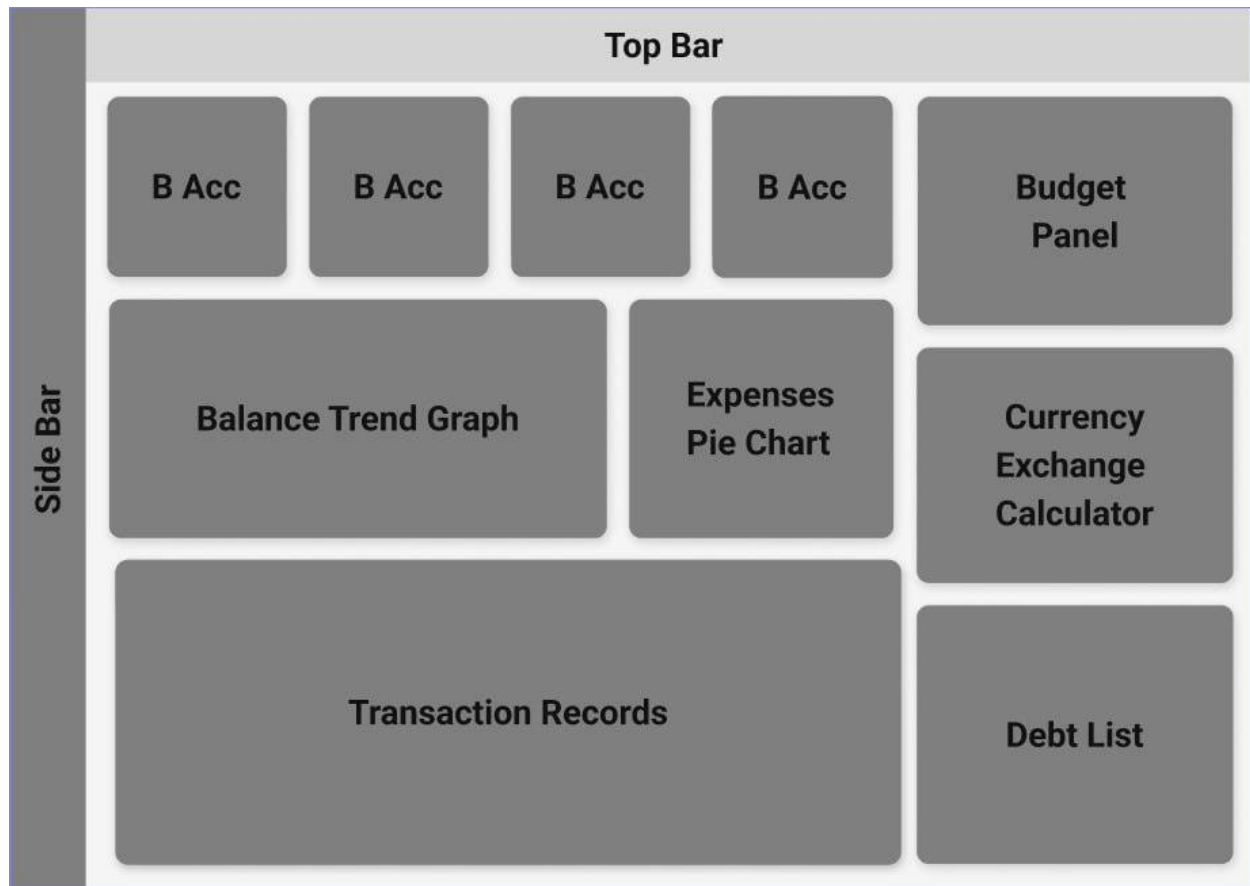 Top Bar
Side Bar
B Acc
B Acc
B Acc
B Acc
Budget
Panel
Balance Trend Graph
Expenses
Pie Chart
Currency
Exchange
Calculator
Transaction Records
Debt List